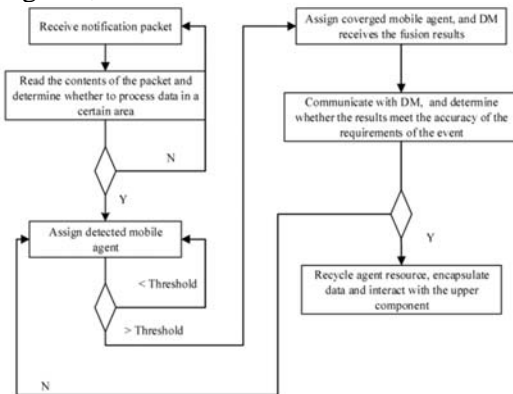 Receive notification packet
Read the contents of the packet and
determine whether to process data in a
certain area
N
Y
Assign detected mobile
agent
< Threshold
> Threshold
N
Assign coverged mobile agent, and DM
receives the fusion results
Communicate with DM, and determine
whether the results meet the accuracy of the
requirements of the event
Y
Recycle agent resource, encapsulate
data and interact with the upper
component